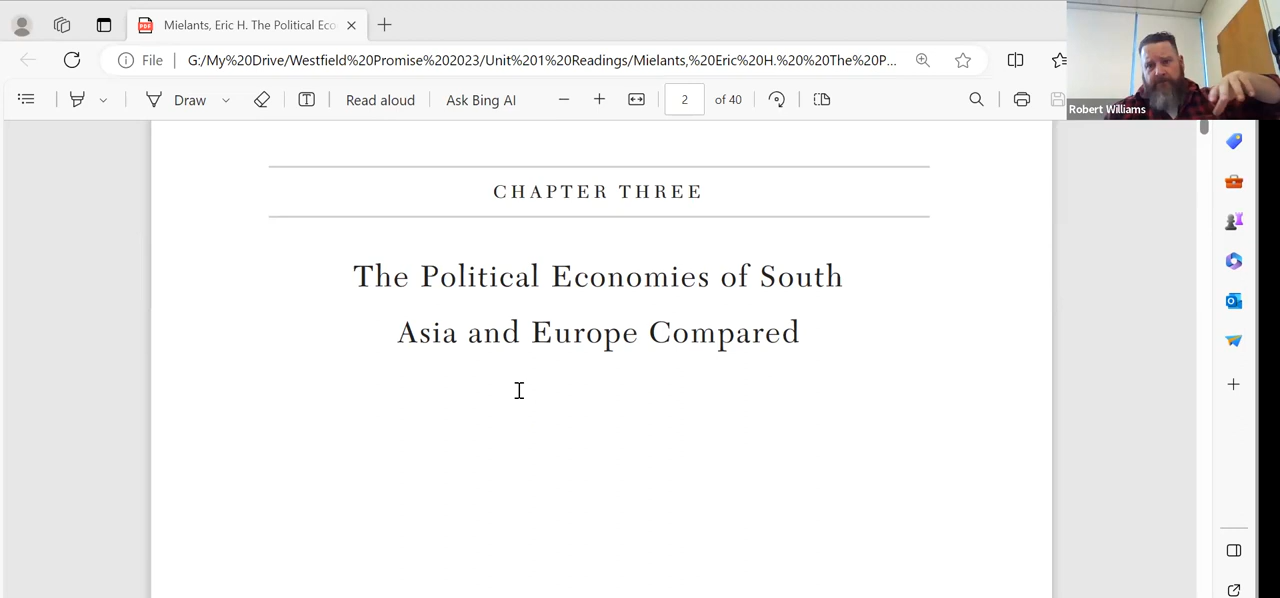 Mielants, Eric H. The Political Eco
File
G:/My%20Drive/Westfield%20Promise%202023/Unit%201%20Readings/Mielants,%20Eric%20H.%20%20The%20P...
Draw
Read aloud
Ask Bing AI
2
of 40
Robert Williams
CHAPTER THREE
The Political Economies of South
Asia and Europe Compared